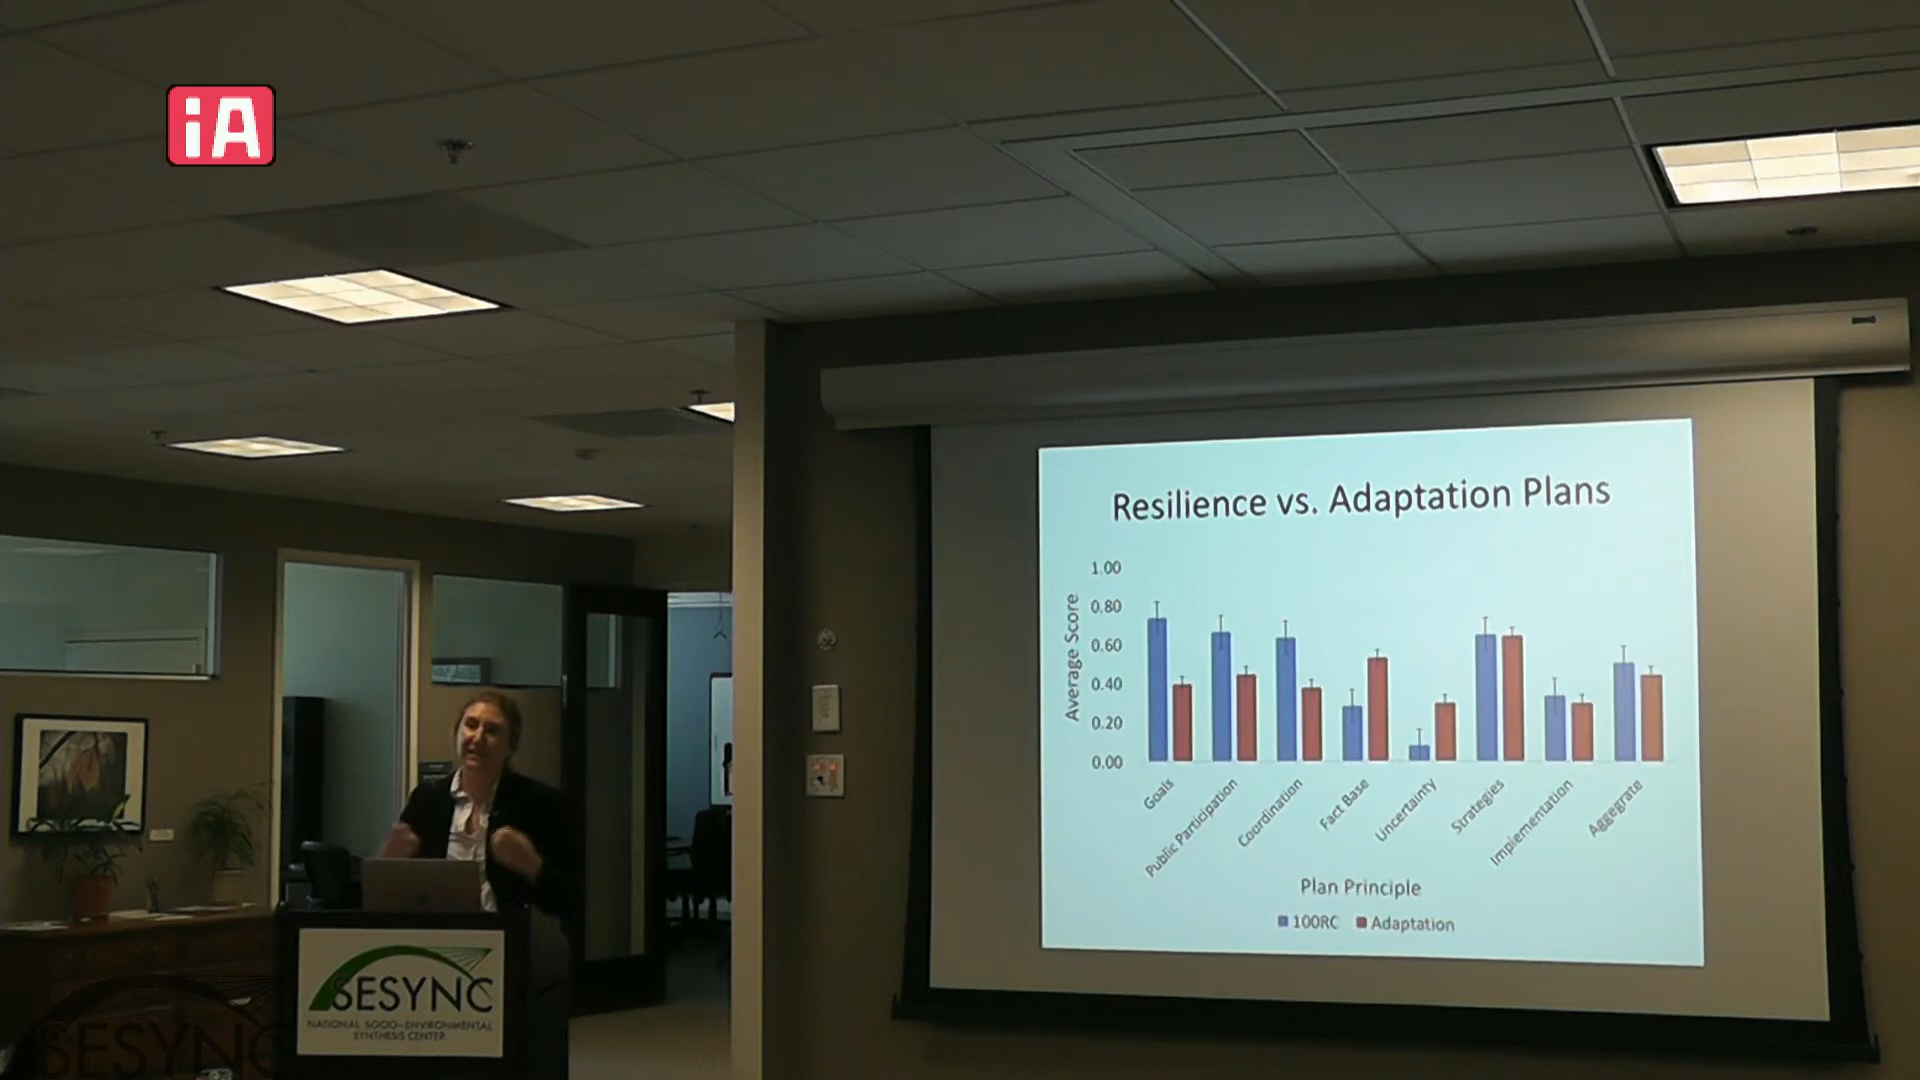 iA
Resilience vs. Adaptation Plans
1.00
0.80
0.60
0.40
0.20
0.00
Average Score
Goals
Public Participation
Coordination
Fact Base
Uncertainty
Strategies
Implementation
Aggegrate
Plan Principle
100RC
Adaptation
SESYNC
NATIONAL SOCIO-ENVIRONMENTAL
SYNTHESIS CENTER
SESYNC